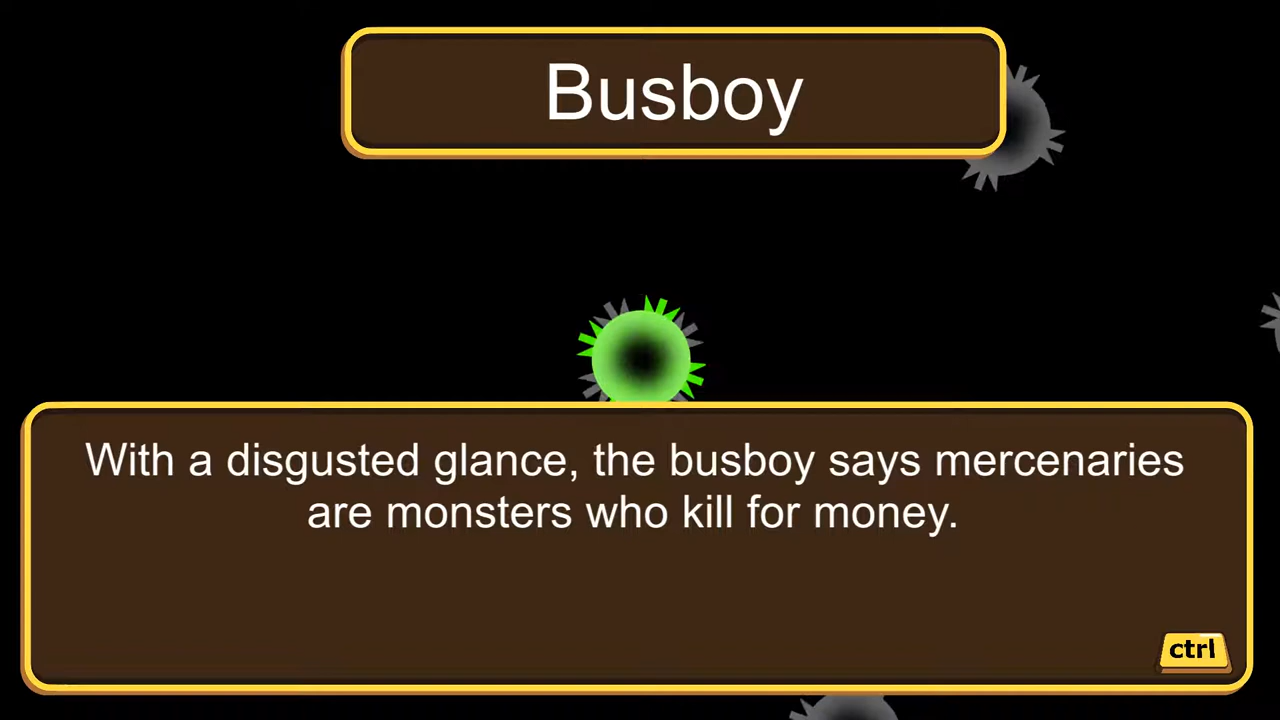 Busboy
With a disgusted glance, the busboy says mercenaries
are monsters who kill for money.
ctrl